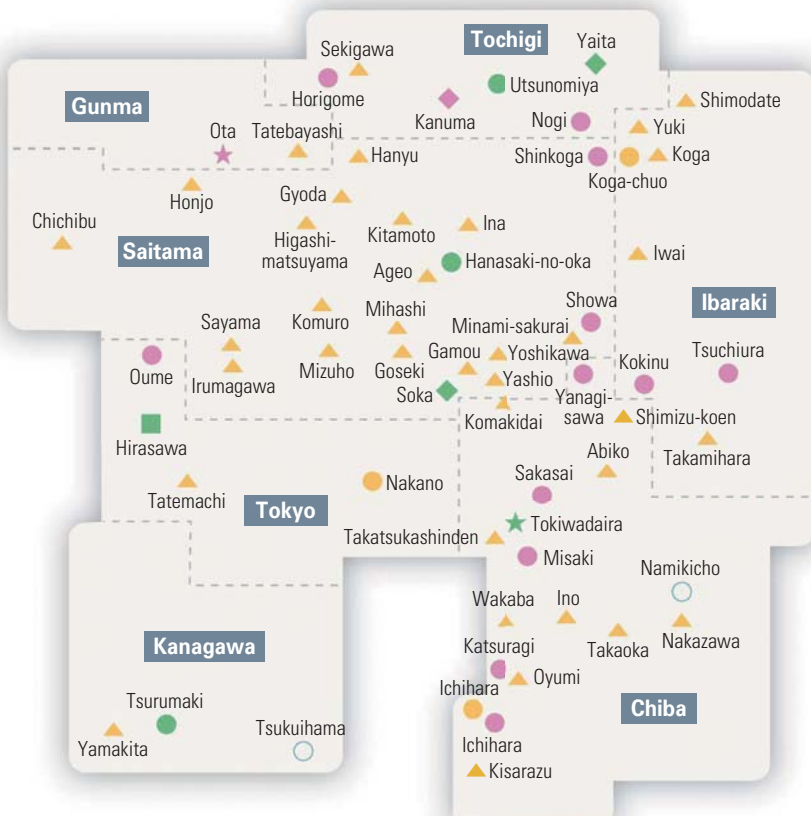 Tochigi
Yaita
Sekigawa
Utsunomiya
Horigome
Gunma
Kanuma
Shimodate
Nogi
Yuki
Ota
Tatebayashi
Hanyu
Shinkoga
Koga
Koga-chuo
Honjo
Gyoda
Chichibu
Saitama
Higashi-
matsuyama
Kitamoto
Ina
Iwai
Ageo
Hanasaki-no-oka
Ibaraki
Showa
Komuro
Mihashi
Minami-sakurai
Sayama
Tsuchiura
Gamou
Yoshikawa
Kokinu
Oume
Irumagawa
Mizuho
Goseki
Yashio
Soka
Yanagi-
sawa
Komakidai
Shimizu-koen
Hirasawa
Takamihara
Abiko
Sakasai
Nakano
Tatemachi
Tokyo
Tokiwadaira
Takatsukashinden
Misaki
Namikicho
Wakaba
Ino
Kanagawa
Katsuragi
Takaoka
Nakazawa
Oyumi
Ichihara
Chiba
Tsurumaki
Tsukuihama
Yamakita
Ichihara
Kisarazu